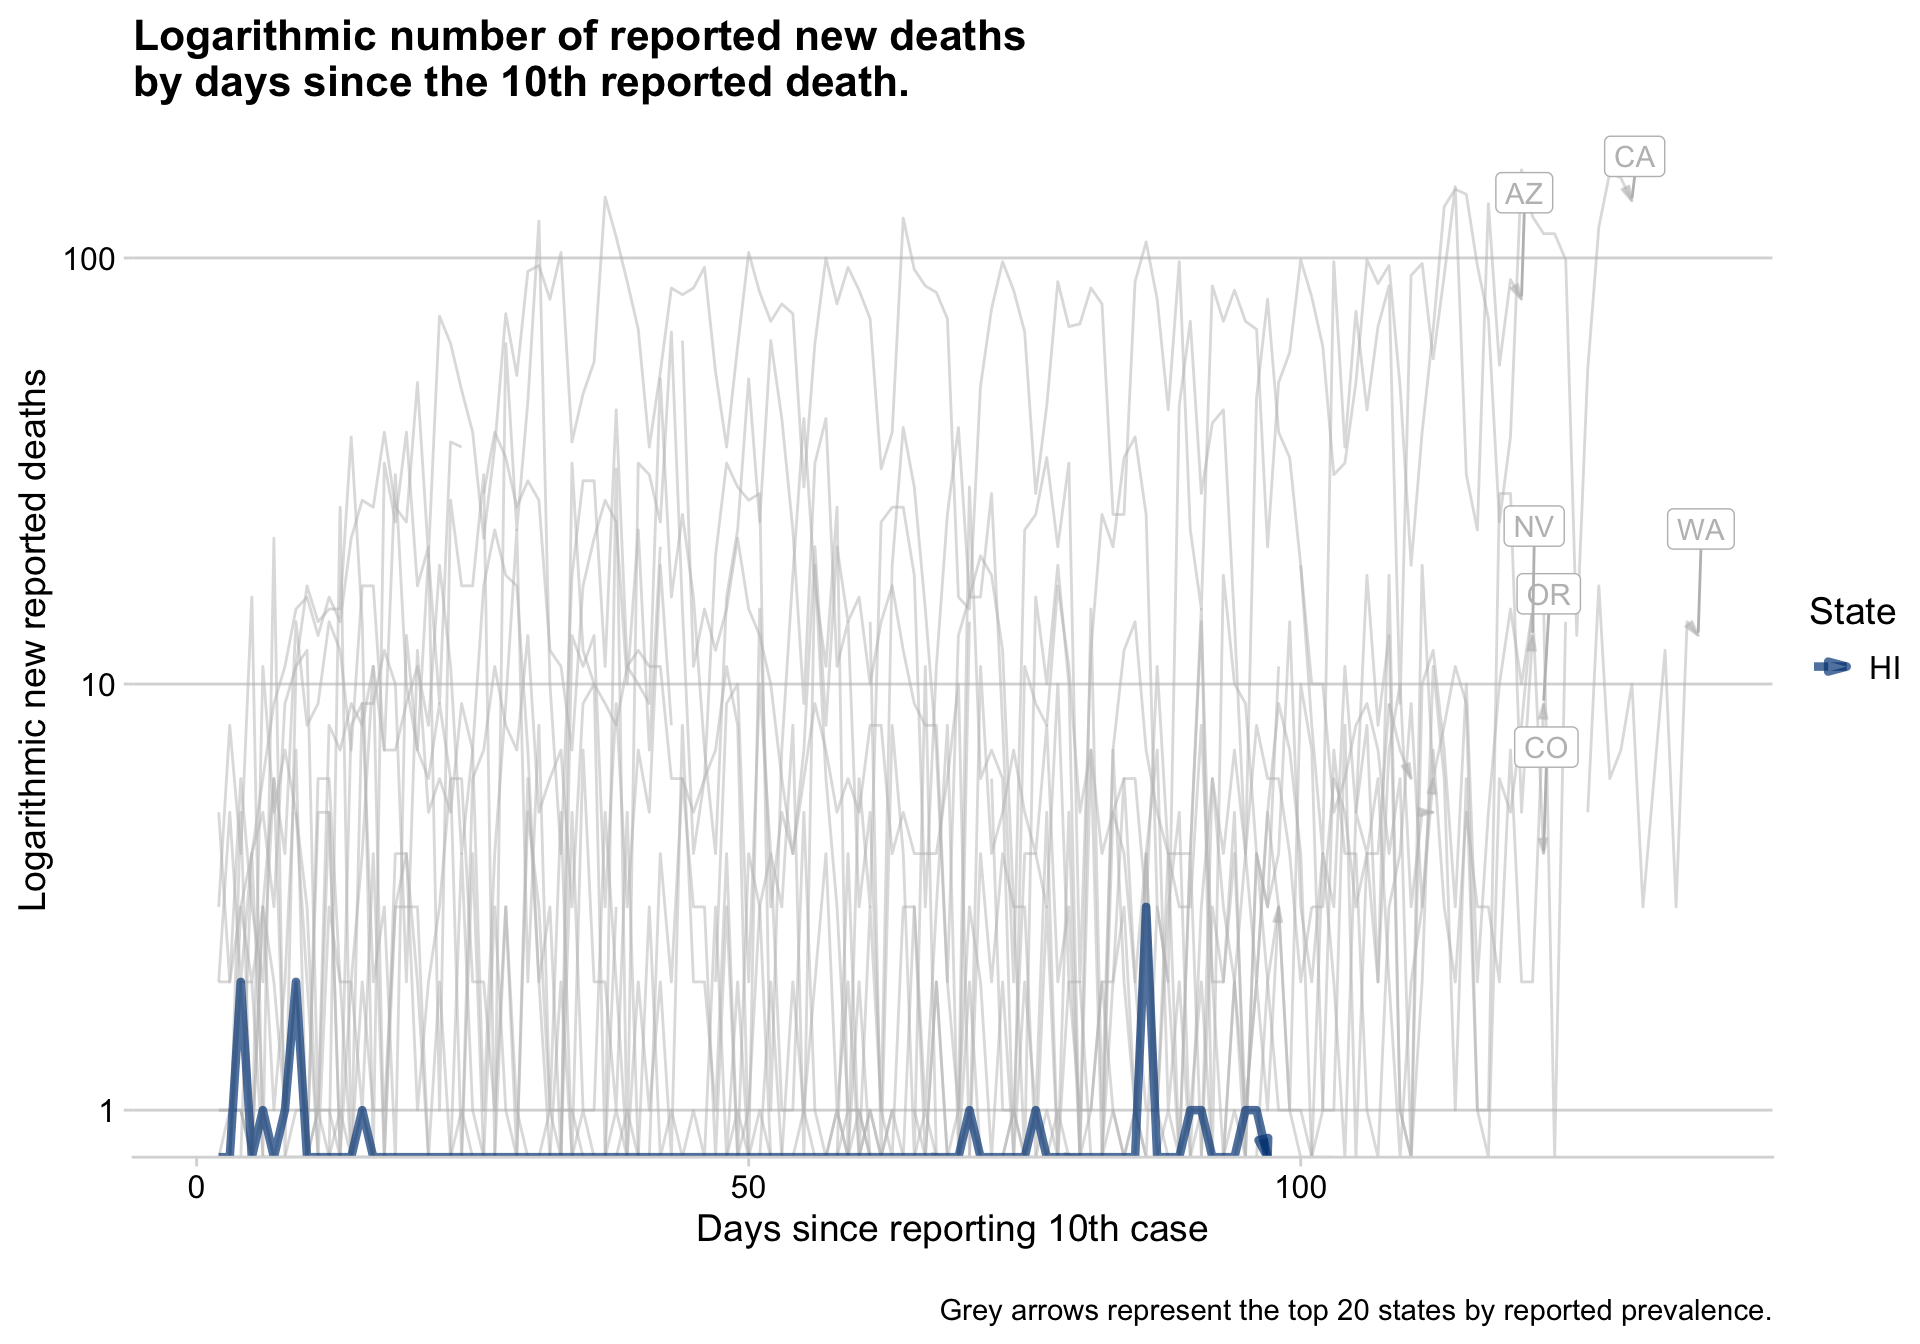 Logarithmic number of reported new deaths
by days since the 10th reported death.
CA
AZ
100
NV
WA
OR
State
HI
10
CO
1
0
50
100
Logarithmic new reported deaths
Days since reporting 10th case
Grey arrows represent the top 20 states by reported prevalence.